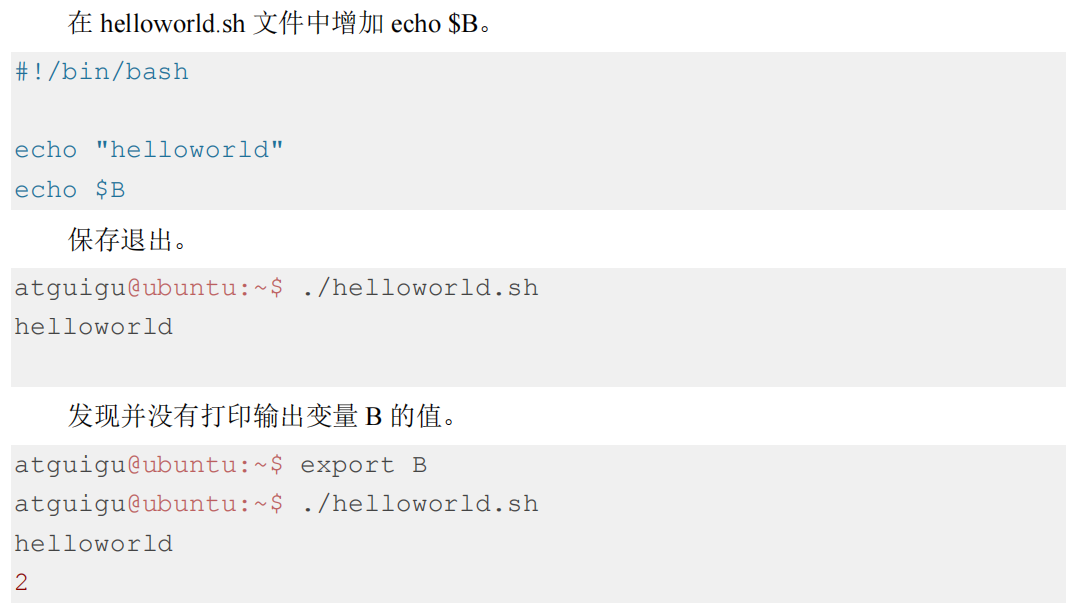 在 helloworld.sh 文件中增加 echo $B。
#!/bin/bash
echo "helloworld"
echo $B
保存退出。
atguigu@ubuntu:~$ ./helloworld.sh
helloworld
发现并没有打印输出变量 B 的值。
atguigu@ubuntu:~$ export B
atguigu@ubuntu:~$ ./helloworld.sh
helloworld
2